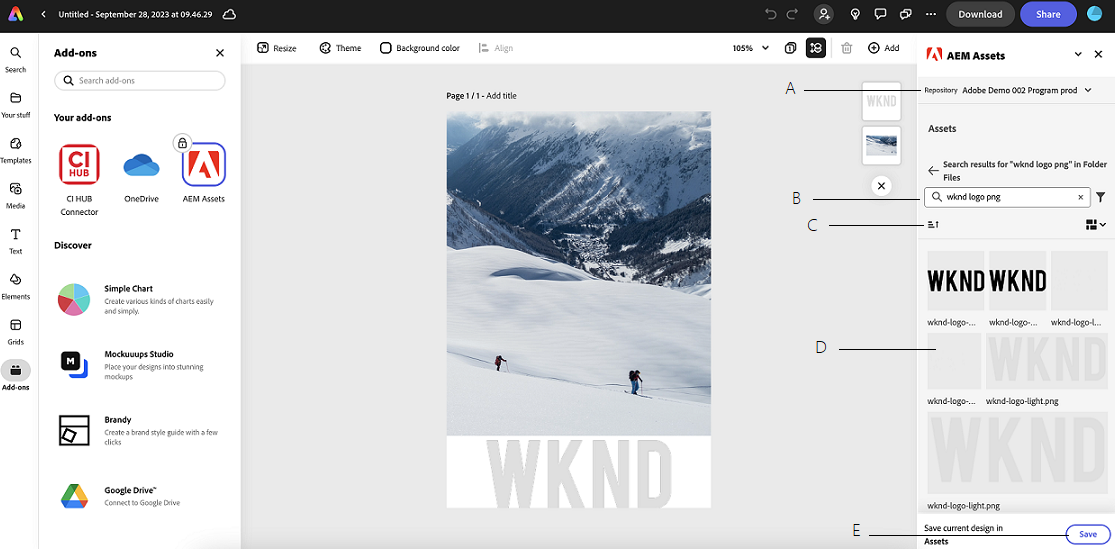 Untitled - September 28, 2023 at 09.46.29
Download
Share
Search
Your stuff
Templates
Media
Text
Elements
Grids
Add-ons
Add-ons
Search add-ons
Your add-ons
CI
HUB
CI HUB
Connector
OneDrive
AEM Assets
Discover
Simple Chart
Create various kinds of charts easily
and simply.
M
Mockuuups Studio
Place your designs into stunning
mockups
Brandy
Create a brand style guide with a few
clicks
Google Drive™
Connect to Google Drive
Resize
Theme
Background color
Align
105%
Add
Page 1 / 1 - Add title
WKND
WKND
AEM Assets
A
Repository Adobe Demo 002 Program prod
Assets
Search results for "wknd logo png" in Folder
Files
B
wknd logo png
C
WKND WKND
wknd-logo-... wknd-logo-... wknd-logo-l...
D
WKND
wknd-logo-... wknd-logo-light.png
WKND
wknd-logo-light.png
E
Save current design in
Assets
Save